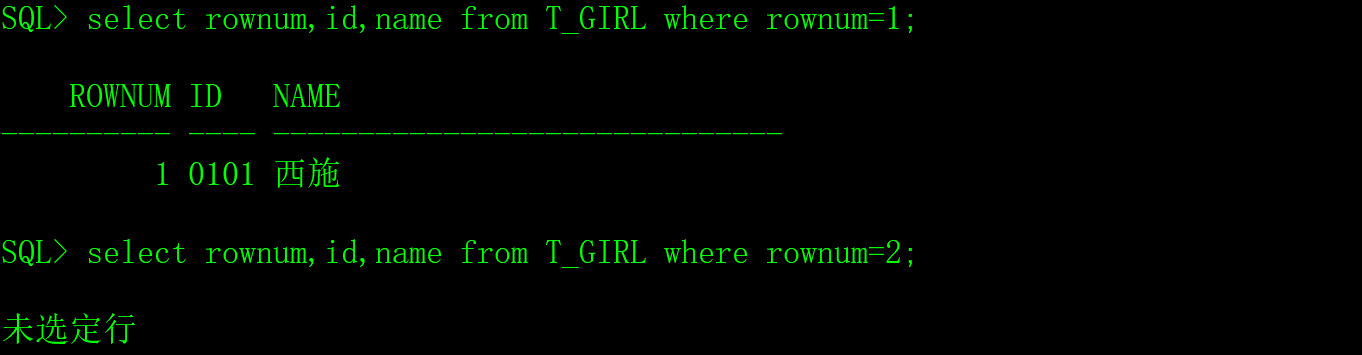 SQL> select rownum,id,name from T_GIRL where rownum=1;
ROWNUM ID NAME
---------- ---- ------------------------------
1 0101 西施
SQL> select rownum,id,name from T_GIRL where rownum=2;
未选定行